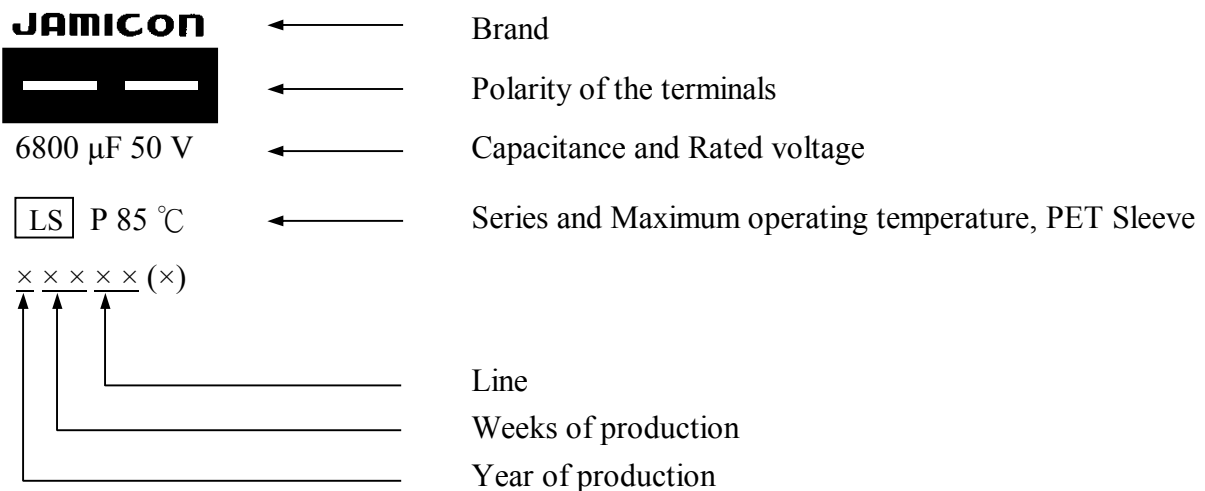 JAMICON Brand
Polarity of the terminals
6800 μF 50 V Capacitance and Rated voltage
LS P 85 ℃ Series and Maximum operating temperature, PET Sleeve
× × × × × (×)
Line
Weeks of production
Year of production